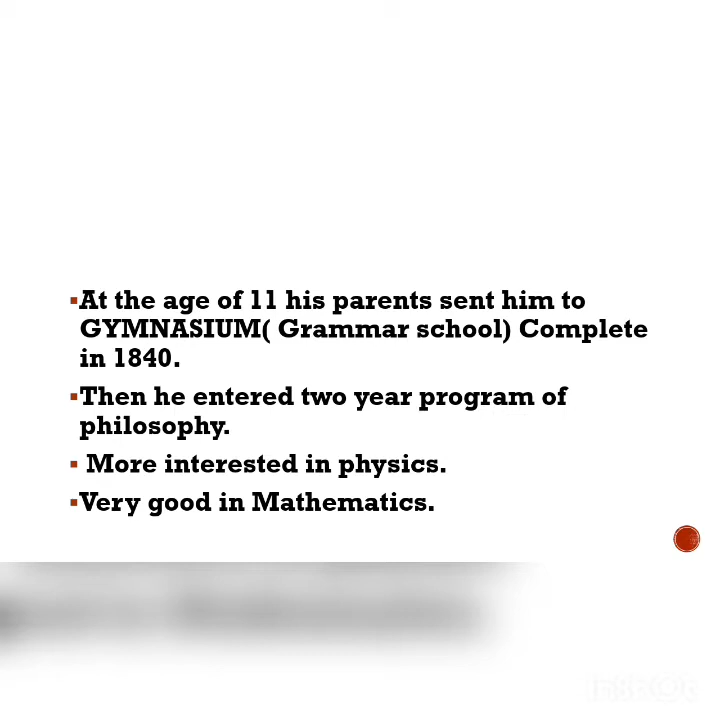 ▪At the age of 11 his parents sent him to
GYMNASIUM( Grammar school) Complete
in 1840.
▪Then he entered two year program of
philosophy.
▪ More interested in physics.
▪Very good in Mathematics.